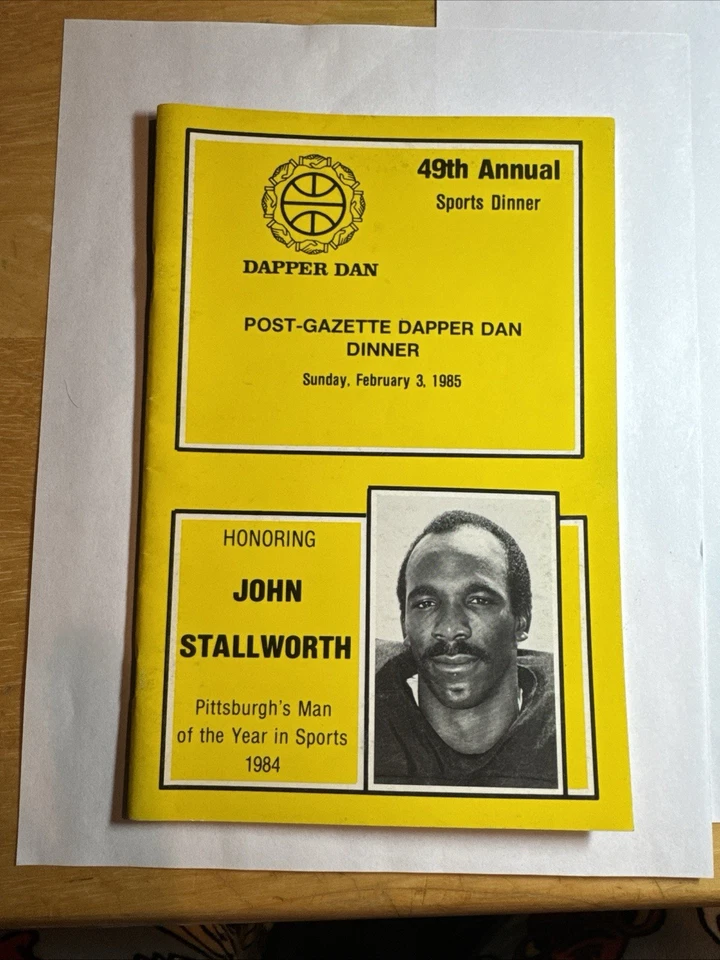 49th Annual
Sports Dinner
DAPPER DAN
POST-GAZETTE DAPPER DAN
DINNER
Sunday, February 3, 1985
HONORING
JOHN
STALLWORTH
Pittsburgh's Man
of the Year in Sports
1984